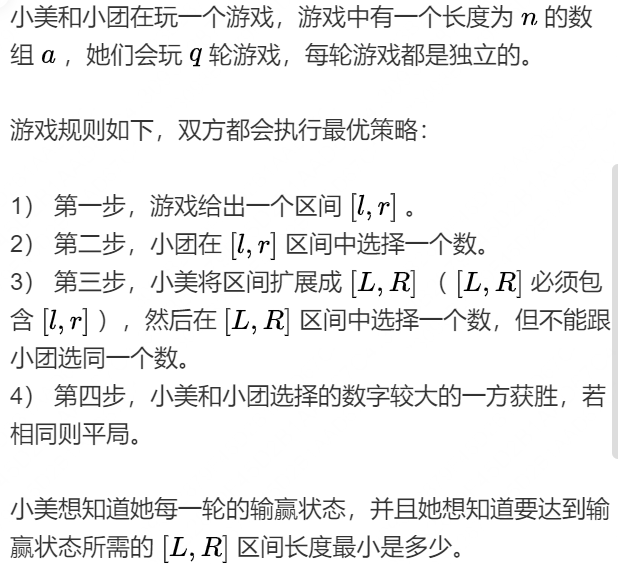 小美和小团在玩一个游戏，游戏中有一个长度为 n 的数
组 a ，她们会玩 q 轮游戏，每轮游戏都是独立的。
游戏规则如下，双方都会执行最优策略：
1） 第一步，游戏给出一个区间 [l, r] 。
2） 第二步，小团在 [l, r] 区间中选择一个数。
3） 第三步，小美将区间扩展成 [L, R] （ [L, R] 必须包
含 [l, r] ），然后在 [L, R] 区间中选择一个数，但不能跟
小团选同一个数。
4） 第四步，小美和小团选择的数字较大的一方获胜，若
相同则平局。
小美想知道她每一轮的输赢状态，并且她想知道要达到输
赢状态所需的 [L, R] 区间长度最小是多少。